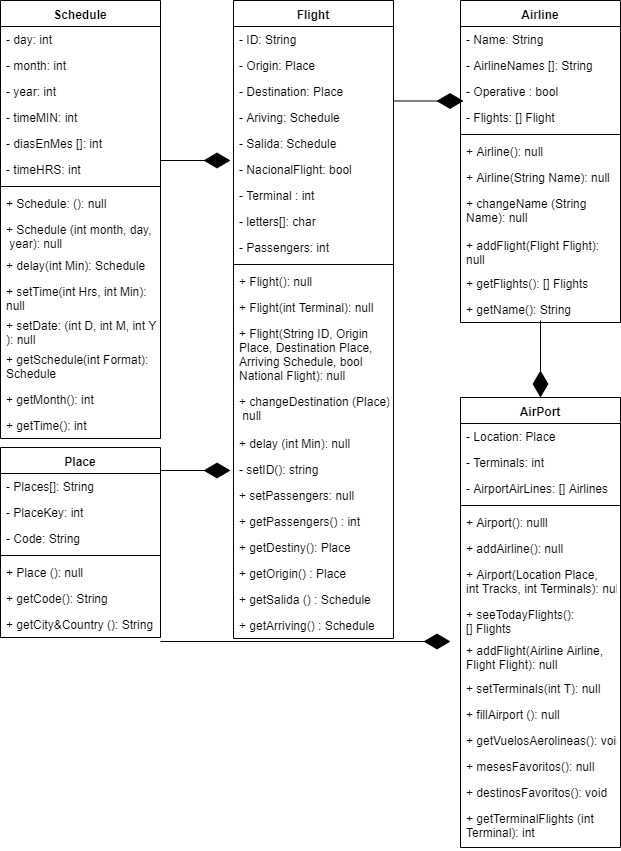 Schedule
- day: int
- month: int
- year: int
- timeMIN: int
- diasEnMes []: int
- timeHRS: int
+ Schedule: (): null
+ Schedule (int month, day,
year): null
+ delay(int Min): Schedule
+ setTime(int Hrs, int Min):
null
+ setDate: (int D, int M, int Y
): null
+ getSchedule(int Format):
Schedule
+ getMonth(): int
+ getTime(): int
Place
- Places[]: String
- PlaceKey: int
- Code: String
+ Place (): null
+ getCode(): String
+ getCity&Country (): String
Flight
- ID: String
- Origin: Place
- Destination: Place
- Ariving: Schedule
- Salida: Schedule
- NacionalFlight: bool
- Terminal : int
- letters[]: char
- Passengers: int
+ Flight(): null
+ Flight(int Terminal): null
+ Flight(String ID, Origin
Place, Destination Place,
Arriving Schedule, bool
National Flight): null
+ changeDestination (Place)
null
+ delay (int Min): null
- setID(): string
+ setPassengers: null
+ getPassengers() : int
+ getDestiny(): Place
+ getOrigin() : Place
+ getSalida () : Schedule
+ getArriving() : Schedule
Airline
- Name: String
- AirlineNames []: String
- Operative : bool
- Flights: [] Flight
+ Airline(): null
+ Airline(String Name): null
+ changeName (String
Name): null
+ addFlight(Flight Flight):
null
+ getFlights(): [] Flights
+ getName(): String
AirPort
- Location: Place
- Terminals: int
- AirportAirLines: [] Airlines
+ Airport(): nulll
+ addAirline(): null
+ Airport(Location Place,
int Tracks, int Terminals): nul
+ seeTodayFlights():
[] Flights
+ addFlight(Airline Airline,
Flight Flight): null
+ setTerminals(int T): null
+ fillAirport (): null
+ getVuelosAerolineas(): voi
+ mesesFavoritos(): null
+ destinosFavoritos(): void
+ getTerminalFlights (int
Terminal): int